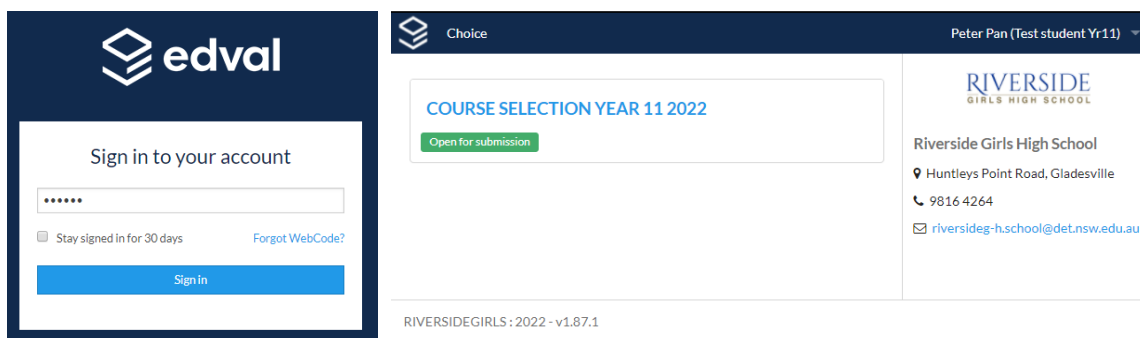 edval
Sign in to your account
••••••
Stay signed in for 30 days
Forgot WebCode?
Sign in
Choice
Peter Pan (Test student Yr11)
COURSE SELECTION YEAR 11 2022
Open for submission
RIVERSIDE
GIRLS HIGH SCHOOL
Riverside Girls High School
Huntleys Point Road, Gladesville
9816 4264
riversideg-h.school@det.nsw.edu.au
RIVERSIDEGIRLS : 2022 - v1.87.1